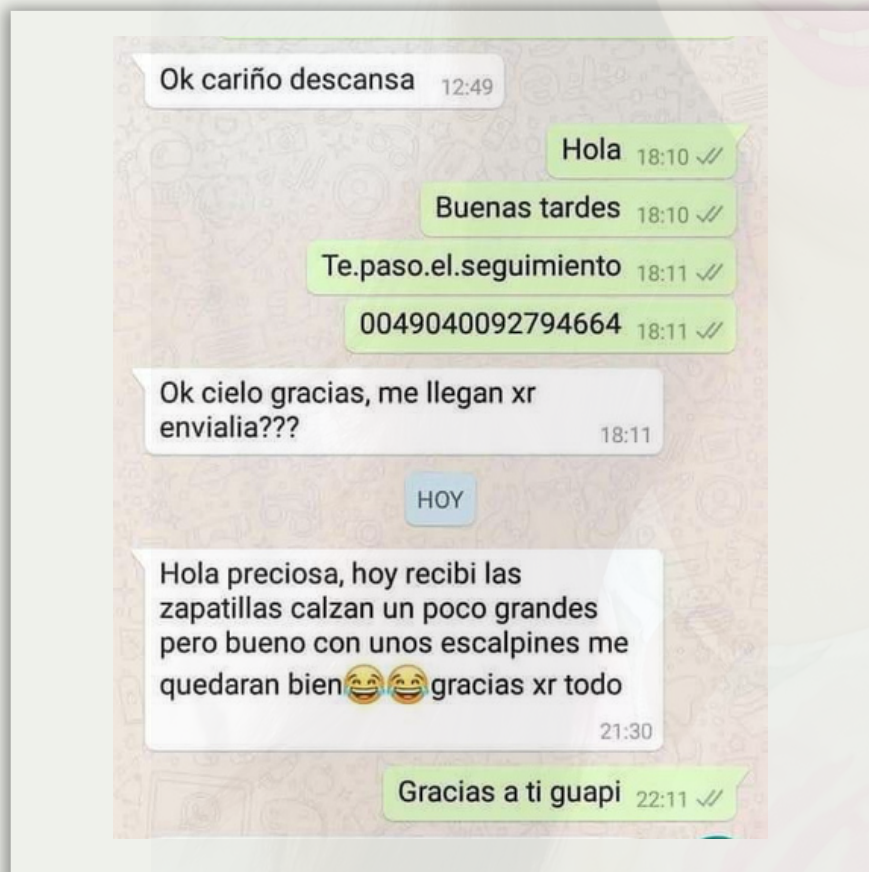 Ok cariño descansa 12:49
Hola 18:10
Buenas tardes 18:10
Te.paso.el.seguimiento 18:11
0049040092794664 18:11
Ok cielo gracias, me llegan xr
envialia??? 18:11
HOY
Hola preciosa, hoy recibi las
zapatillas calzan un poco grandes
pero bueno con unos escalpines me
quedaran bien😂😂gracias xr todo
21:30
Gracias a ti guapi 22:11